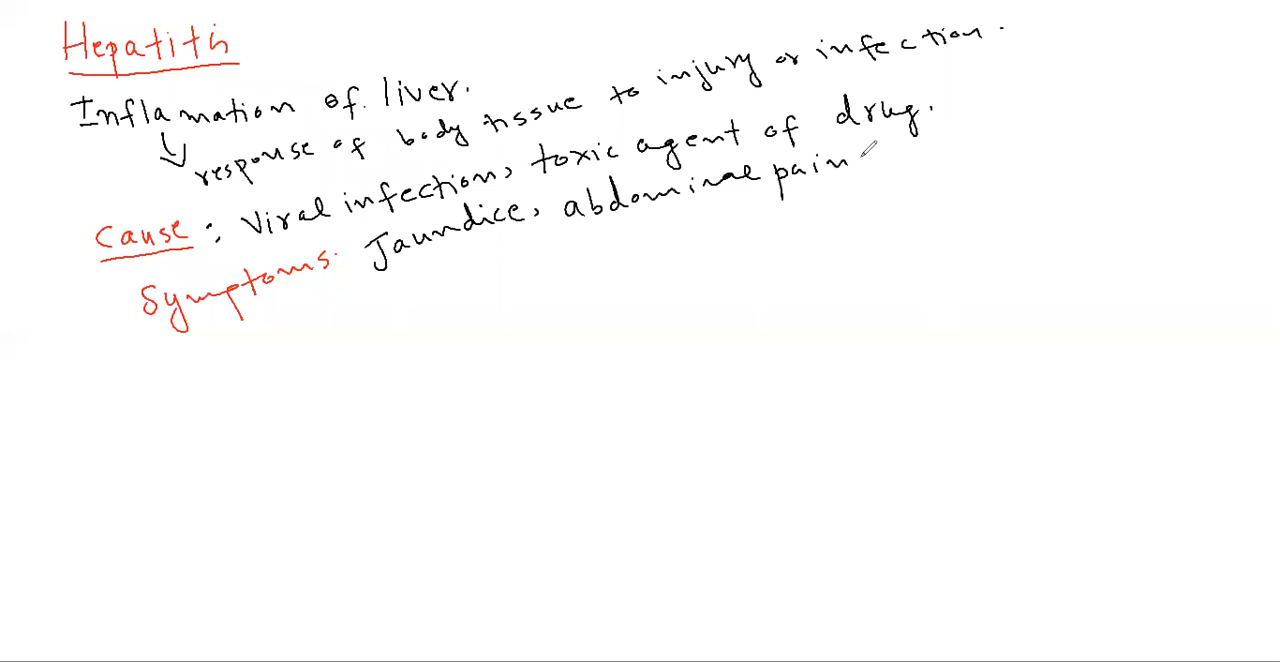 Hepatitis
Inflamation of liver.
response of body tissue to injury or infection.
Cause: Viral infection, toxic agent of drug.
Symptoms. Jaundice, abdominal pain